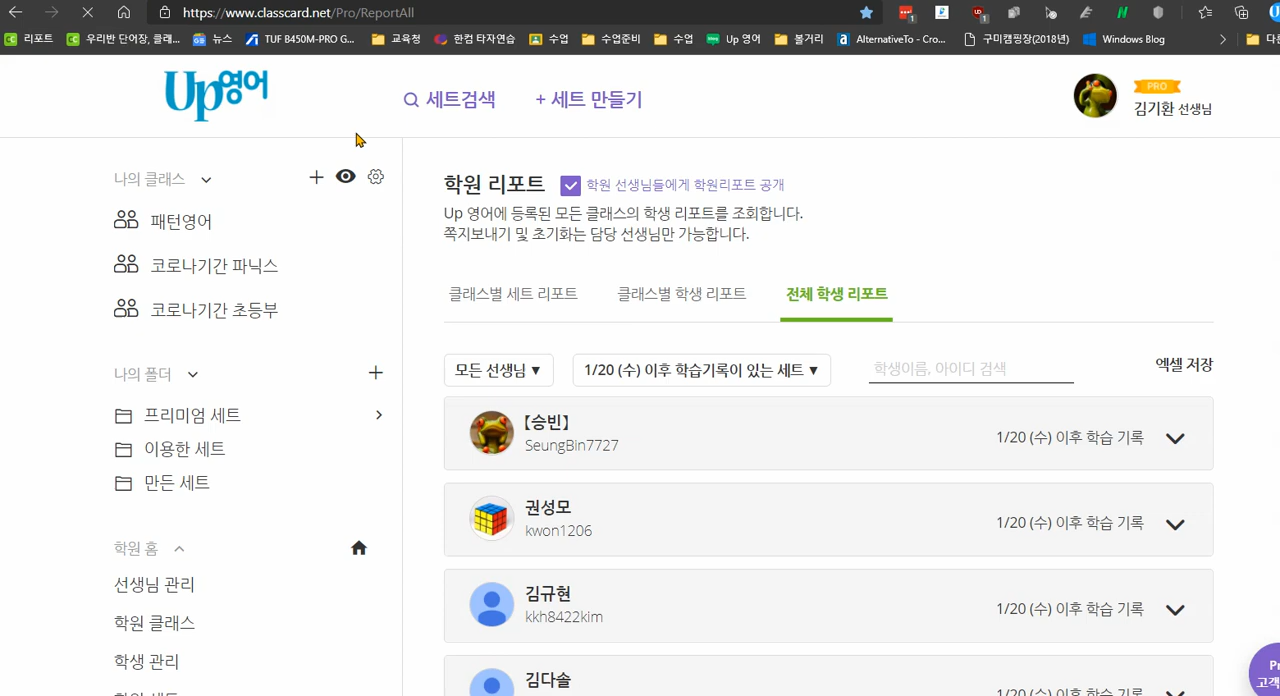 https://www.classcard.net/Pro/ReportAll
리포트
우리반 단어장, 클래...
뉴스
TUF B450M-PRO G...
교육청
한컴 타자연습
수업
수업준비
수업
Up 영어
볼거리
AlternativeTo - Cro...
구미캠핑장(2018년)
Windows Blog
Up영어
세트검색
+ 세트 만들기
PRO
김기환 선생님
나의 클래스
패턴영어
코로나기간 파닉스
코로나기간 초등부
나의 폴더
프리미엄 세트
이용한 세트
만든 세트
학원 홈
선생님 관리
학원 클래스
학생 관리
학원 리포트
학원 선생님들에게 학원리포트 공개
Up 영어에 등록된 모든 클래스의 학생 리포트를 조회합니다.
쪽지보내기 및 초기화는 담당 선생님만 가능합니다.
클래스별 세트 리포트
클래스별 학생 리포트
전체 학생 리포트
모든 선생님 ▼
1/20 (수) 이후 학습기록이 있는 세트 ▼
학생이름, 아이디 검색
엑셀 저장
【승빈】
SeungBin7727
1/20 (수) 이후 학습 기록
권성모
kwon1206
1/20 (수) 이후 학습 기록
김규현
kkh8422kim
1/20 (수) 이후 학습 기록
김다솔
1/20 (수) 이후 학습 기록